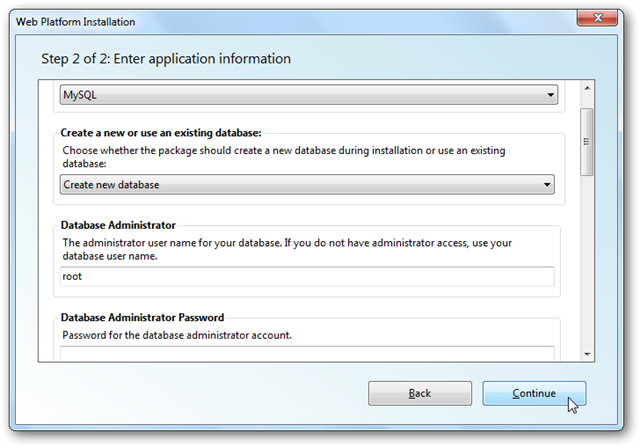 Web Platform Installation
Step 2 of 2: Enter application information
MySQL
Create a new or use an existing database:
Choose whether the package should create a new database during installation or use an existing
database:
Create new database
Database Administrator
The administrator user name for your database. If you do not have administrator access, use your
database user name.
root
Database Administrator Password
Password for the database administrator account.
Back
Continue